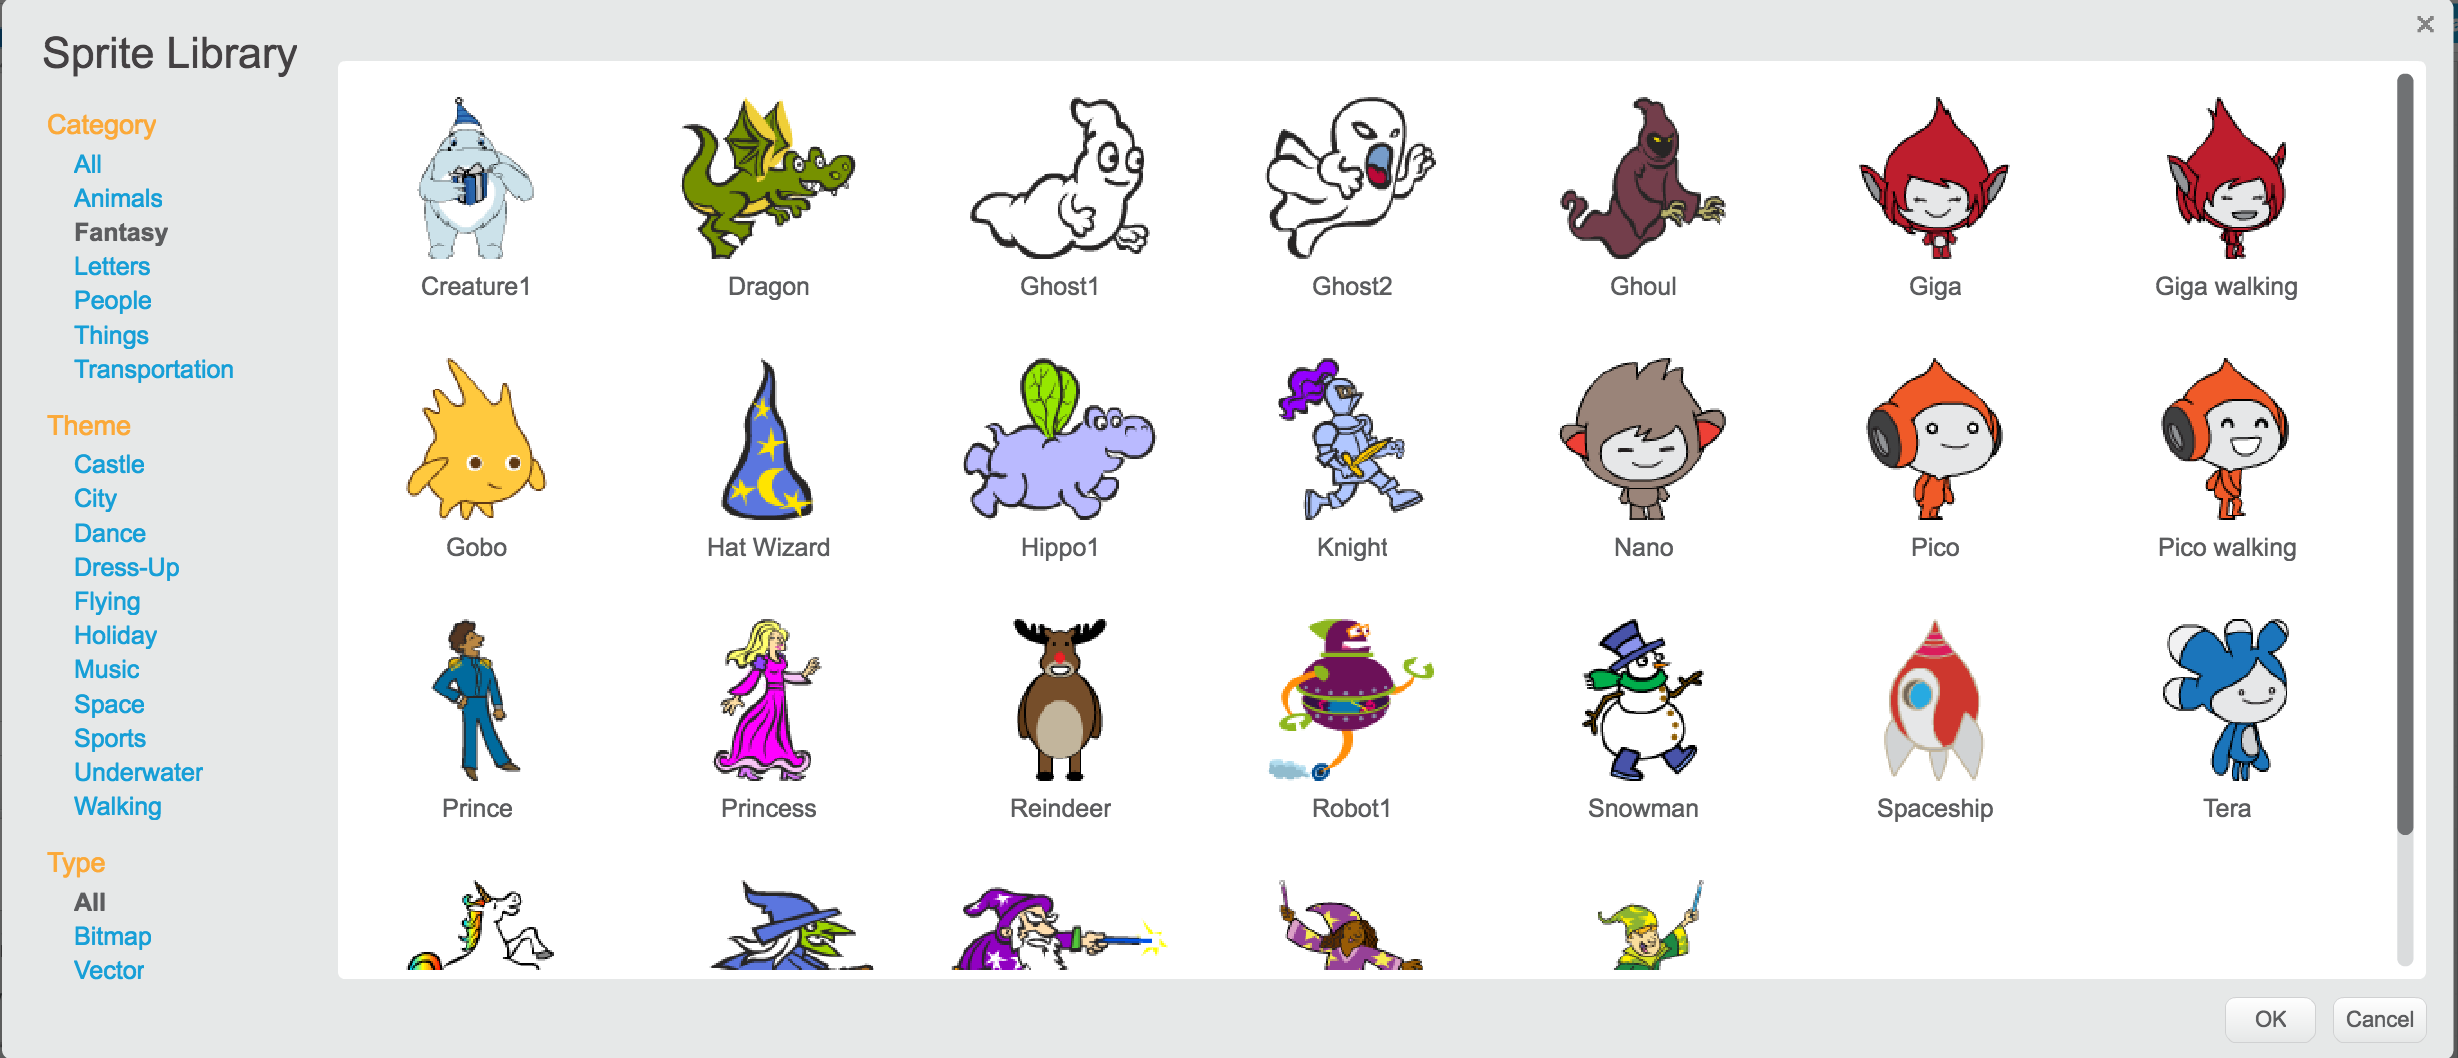 Sprite Library
Category
All
Animals
Fantasy
Letters
People
Things
Transportation
Theme
Castle
City
Dance
Dress-Up
Flying
Holiday
Music
Space
Sports
Underwater
Walking
Type
All
Bitmap
Vector
Creature1 Dragon Ghost1 Ghost2 Ghoul Giga Giga walking
Gobo Hat Wizard Hippo1 Knight Nano Pico Pico walking
Prince Princess Reindeer Robot1 Snowman Spaceship Tera
OK Cancel